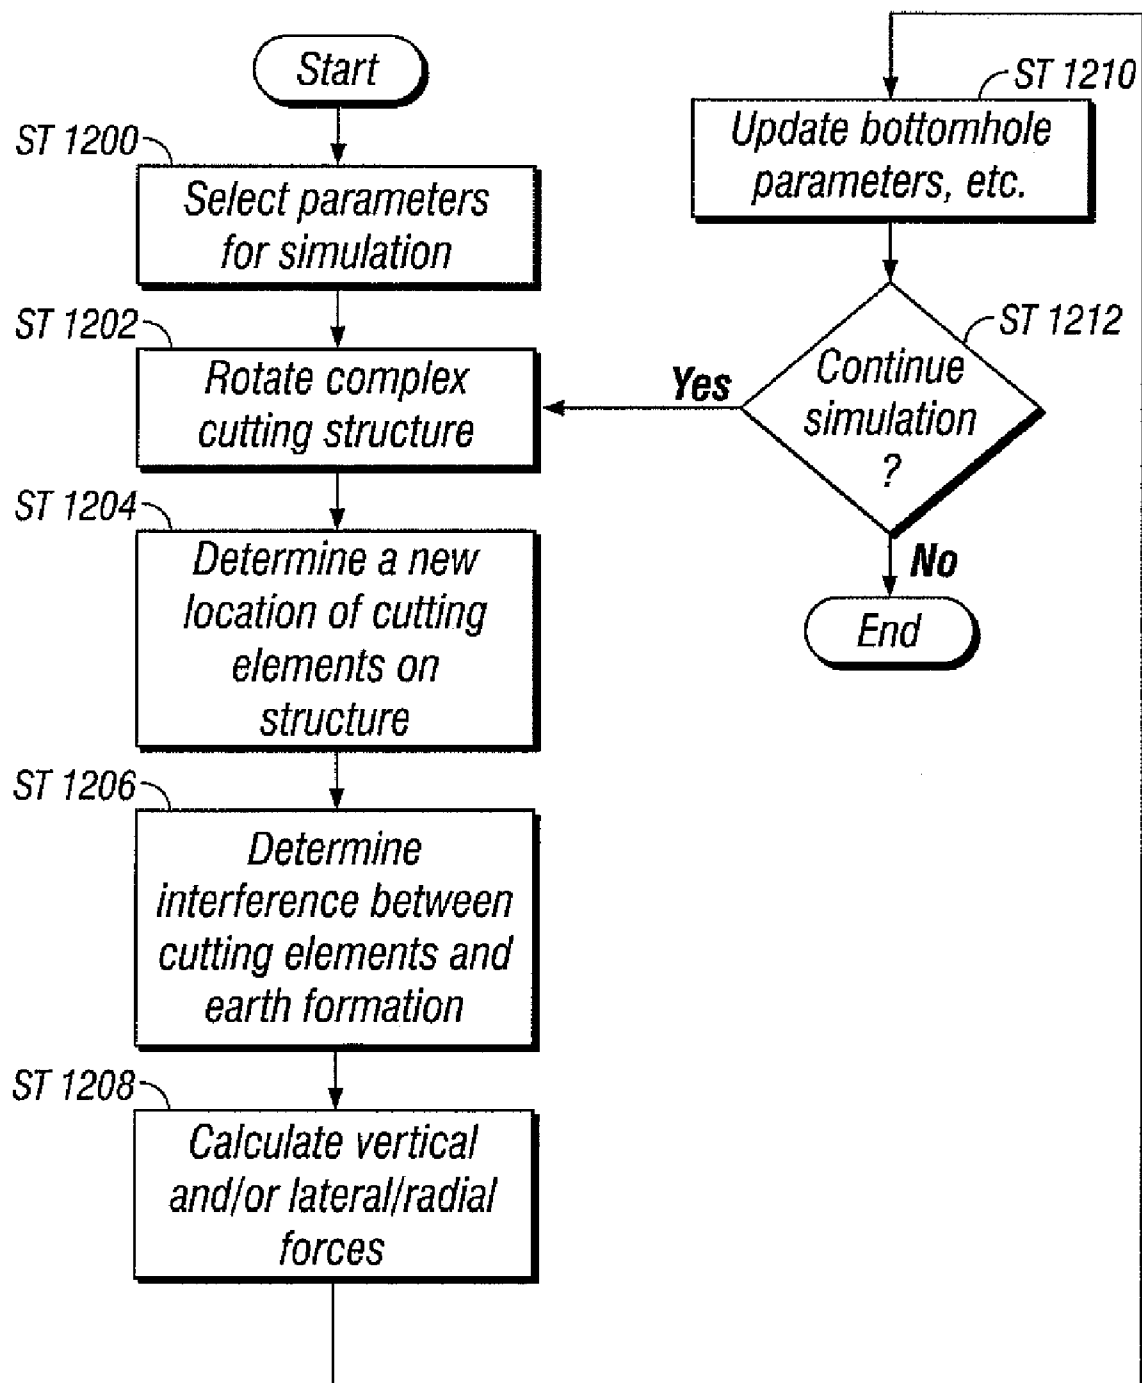 Start
ST 1200
Select parameters
for simulation
ST 1202
Rotate complex
cutting structure
ST 1204
Determine a new
location of cutting
elements on
structure
ST 1206
Determine
interference between
cutting elements and
earth formation
ST 1208
Calculate vertical
and/or lateral/radial
forces
ST 1210
Update bottomhole
parameters, etc.
ST 1212
Continue
simulation
?
Yes
No
End